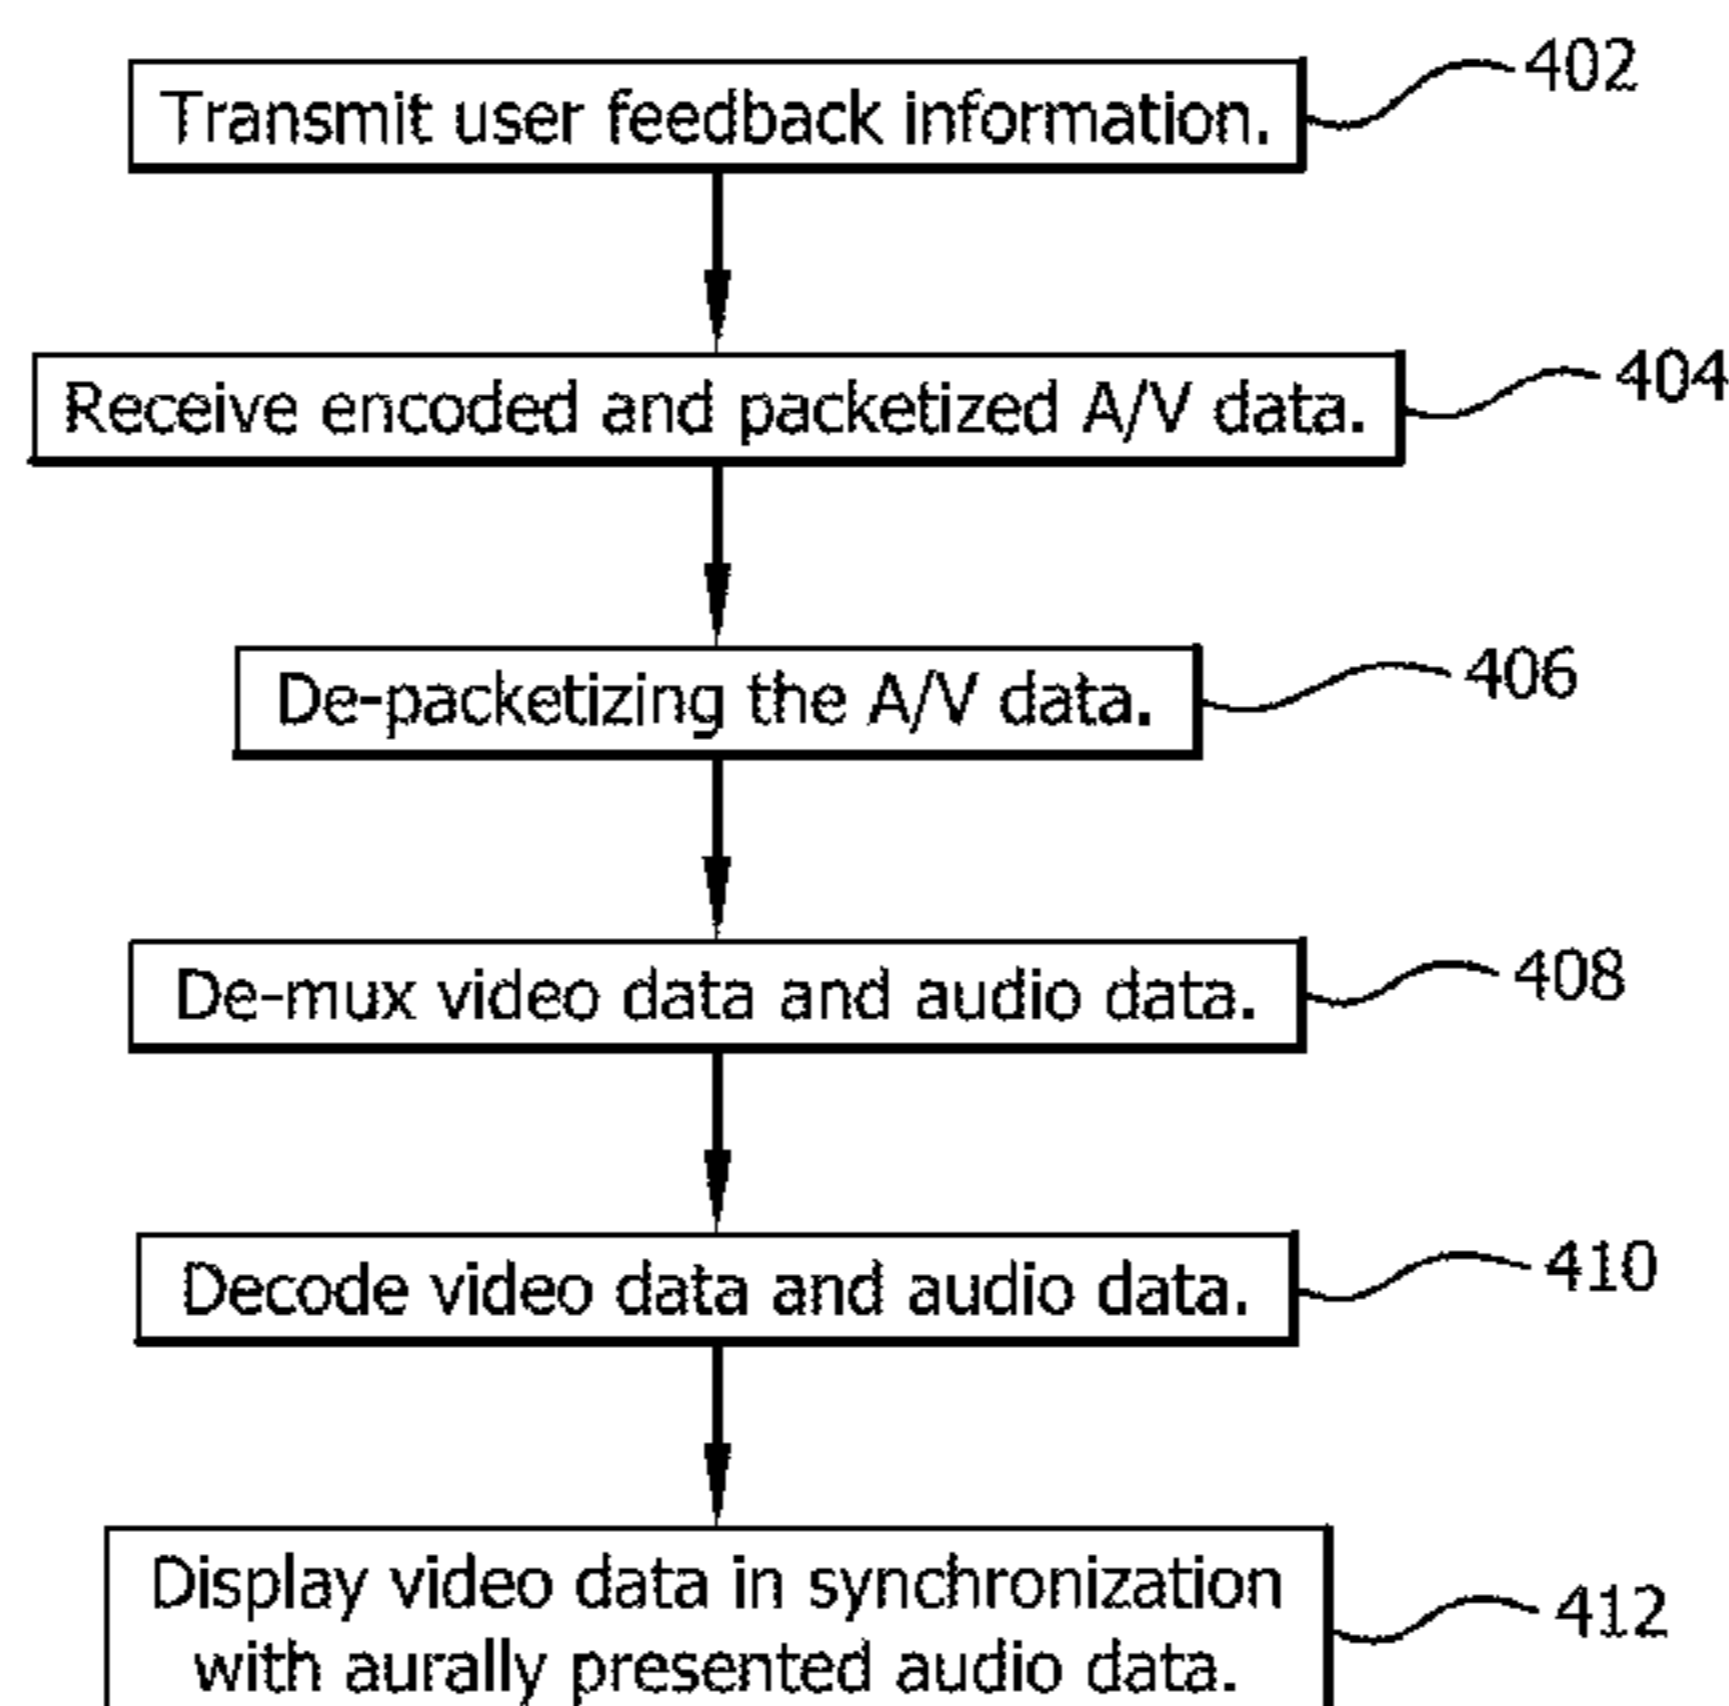 Transmit user feedback information.
402
Receive encoded and packetized A/V data.
404
De-packetizing the A/V data.
406
De-mux video data and audio data.
408
Decode video data and audio data.
410
Display video data in synchronization
with aurally presented audio data.
412